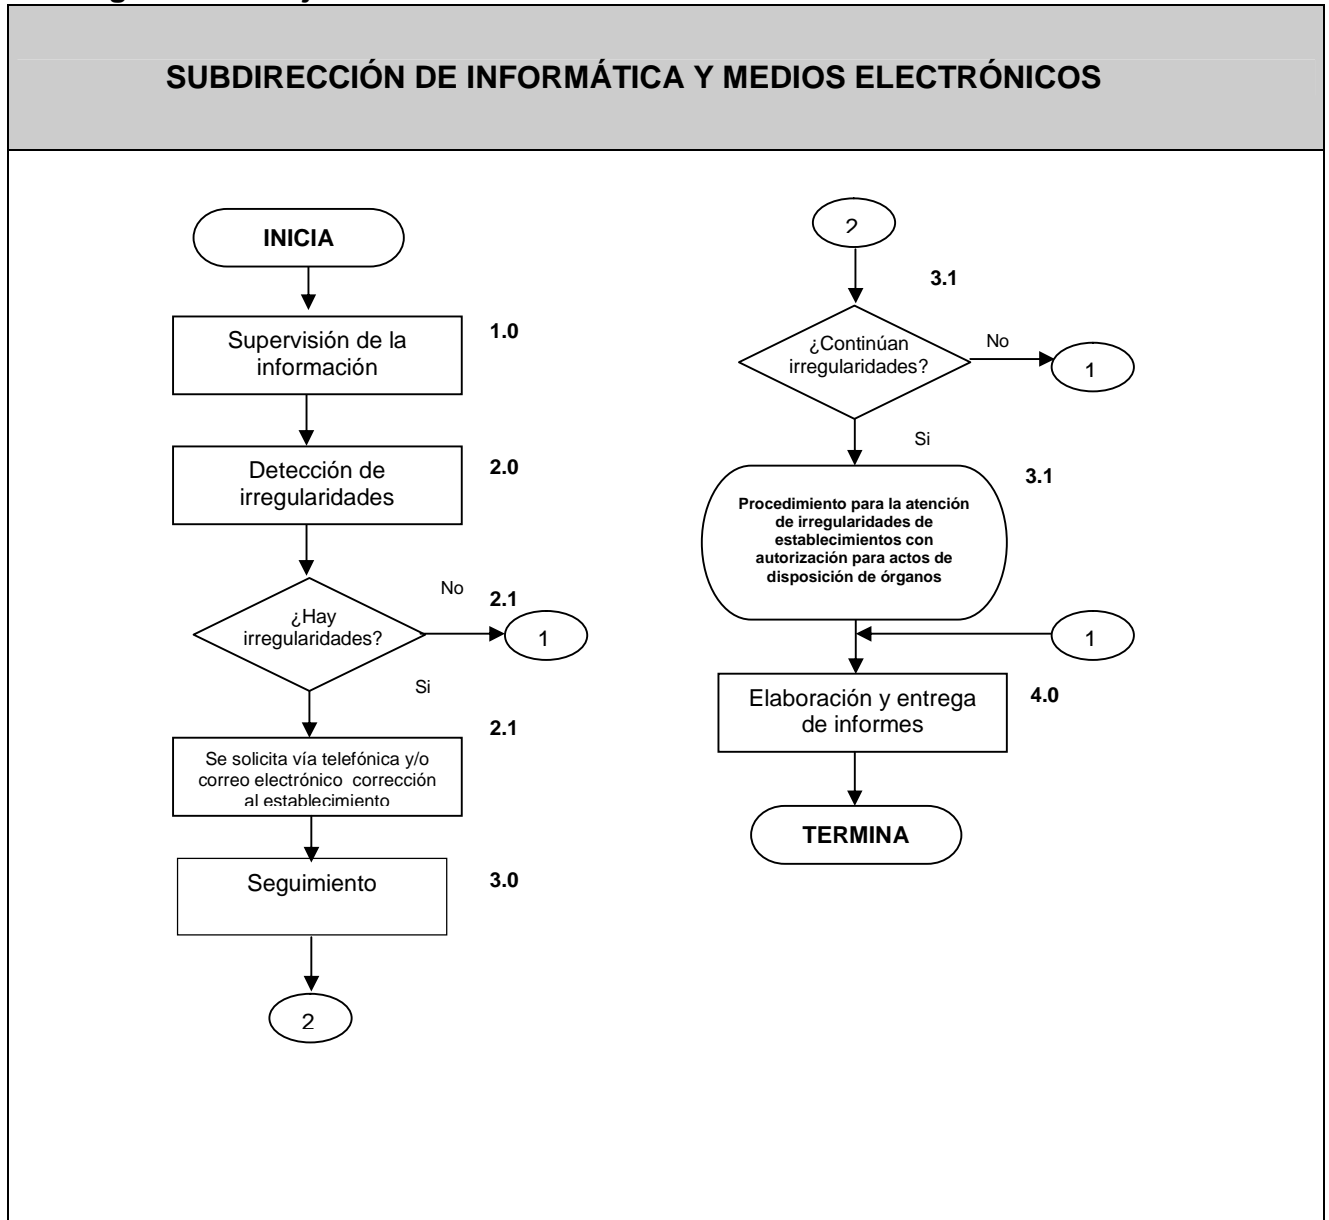 SUBDIRECCIÓN DE INFORMÁTICA Y MEDIOS ELECTRÓNICOS
INICIA
Supervisión de la
información
1.0
Detección de
irregularidades
2.0
¿Hay
irregularidades?
No
2.1
1
Si
2.1
Se solicita vía telefónica y/o
correo electrónico corrección
al establecimiento
Seguimiento
3.0
2
2
3.1
¿Continúan
irregularidades?
No
1
Si
3.1
Procedimiento para la atención
de irregularidades de
establecimientos con
autorización para actos de
disposición de órganos
1
Elaboración y entrega
de informes
4.0
TERMINA